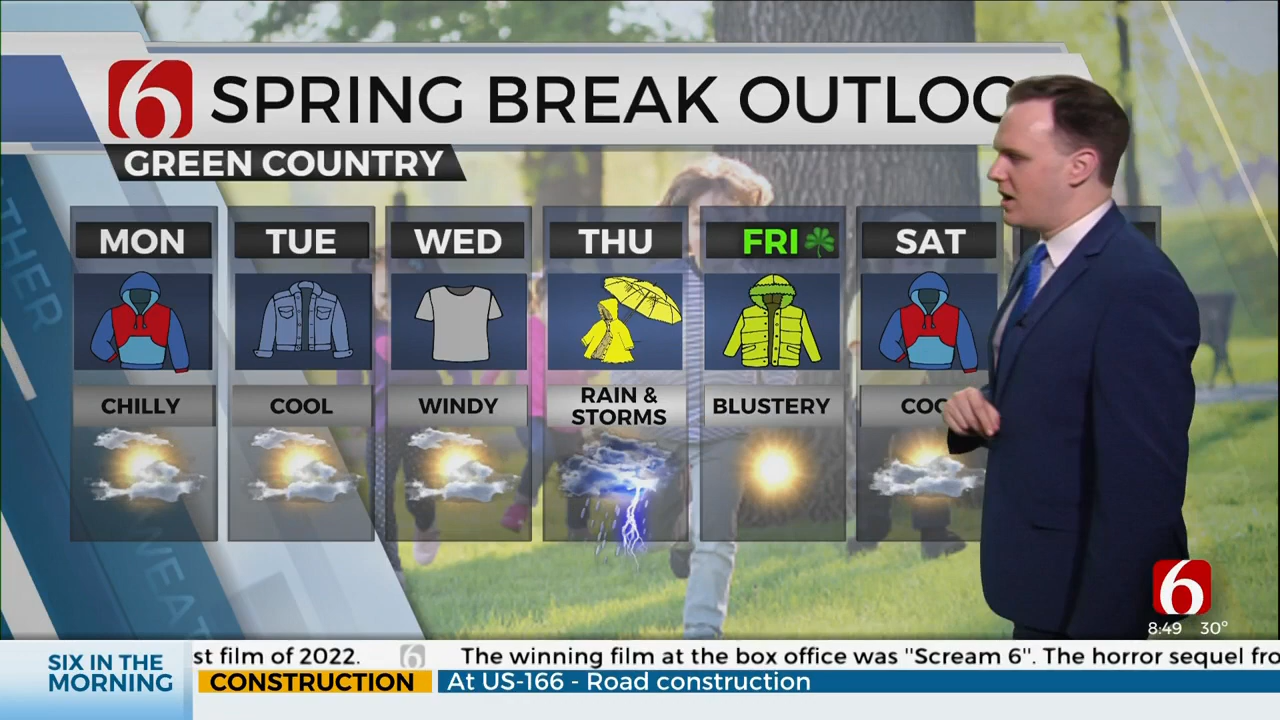 6 SPRING BREAK OUTLOO
GREEN COUNTRY
MON TUE WED THU FRI SAT
CHILLY COOL WINDY RAIN & STORMS BLUSTERY COO
6
8:49 30°
SIX IN THE MORNING
st film of 2022. 6 The winning film at the box office was "Scream 6". The horror sequel fro
CONSTRUCTION At US-166 - Road construction